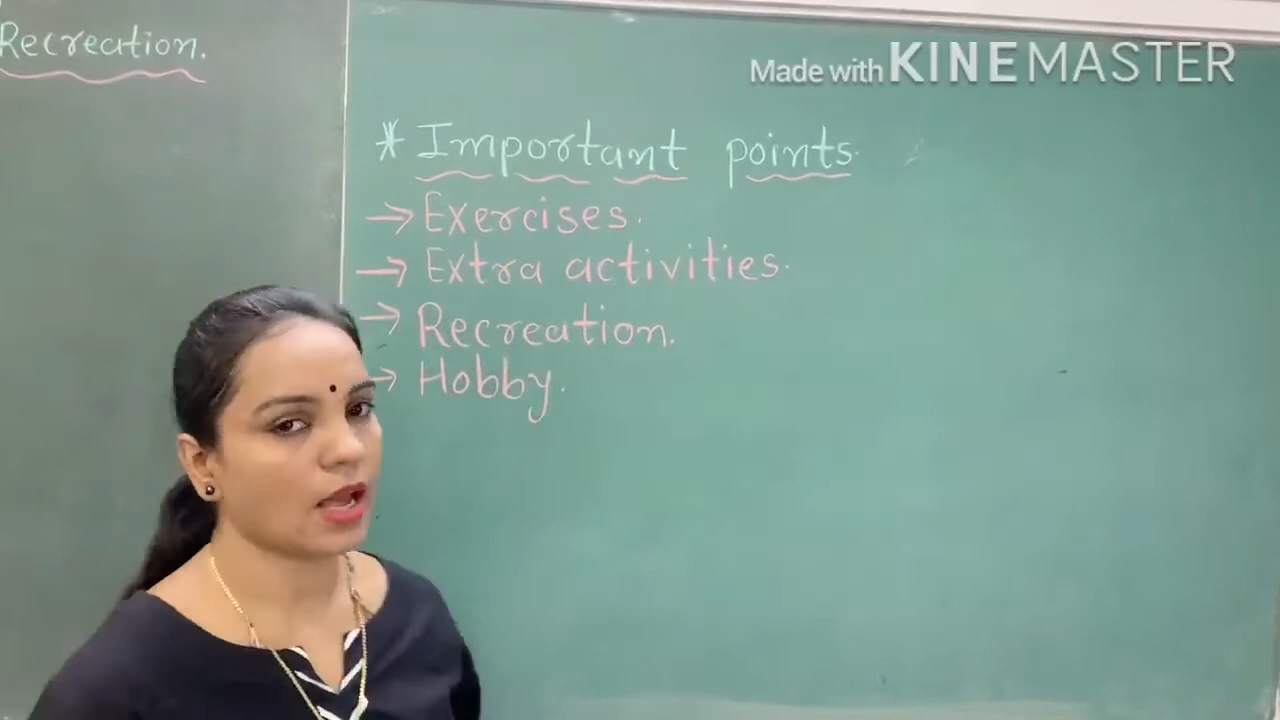 Recreation.
Made with KINEMASTER
* Important points.
→ Exercises.
→ Extra activities.
→ Recreation.
→ Hobby.